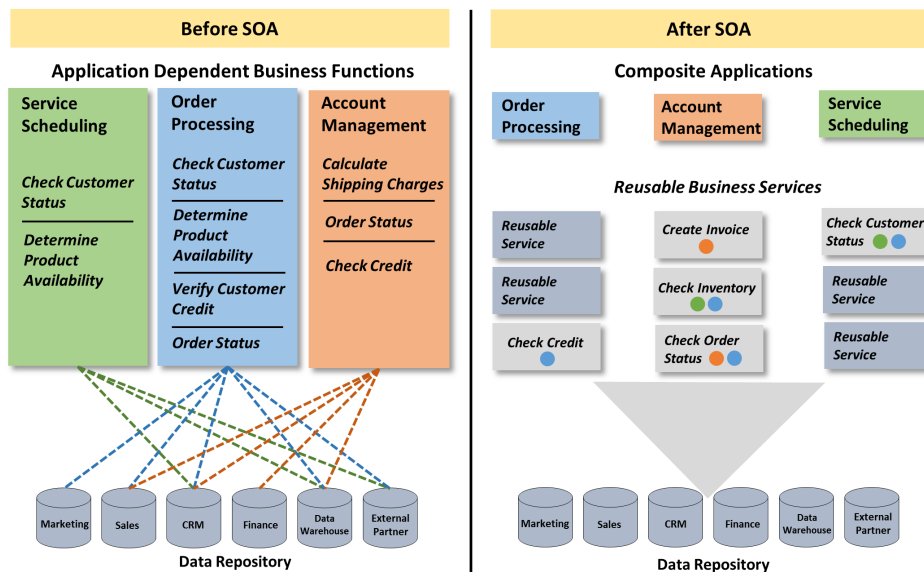 Before SOA
Application Dependent Business Functions
Service
Scheduling
Check Customer
Status
Determine
Product
Availability
Order
Processing
Check Customer
Status
Determine
Product
Availability
Verify Customer
Credit
Order Status
Account
Management
Calculate
Shipping Charges
Order Status
Check Credit
Marketing
Sales
CRM
Finance
Data
Warehouse
External
Partner
Data Repository
After SOA
Composite Applications
Order
Processing
Account
Management
Service
Scheduling
Reusable Business Services
Reusable
Service
Create Invoice
Check Customer
Status
Reusable
Service
Check Inventory
Reusable
Service
Check Credit
Check Order
Status
Reusable
Service
Marketing
Sales
CRM
Finance
Data
Warehouse
External
Partner
Data Repository